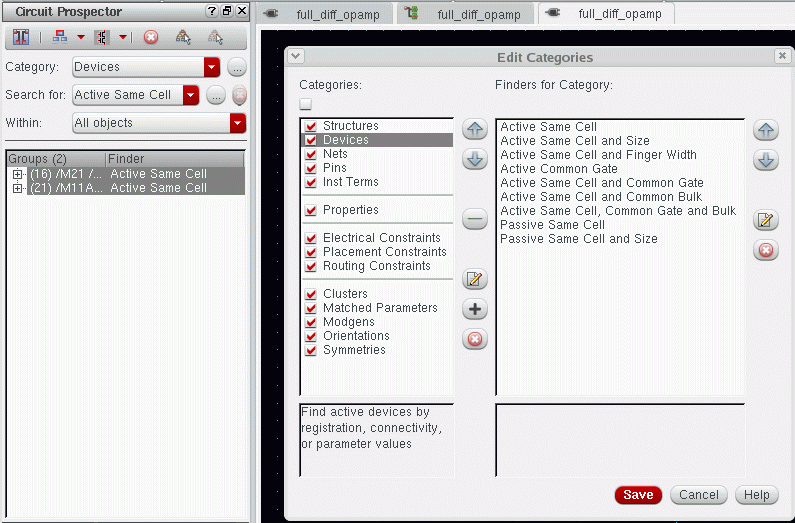 Circuit Prospector
full_diff_opamp
full_diff_opamp
full_diff_opamp
Category: Devices
Search for: Active Same Cell
Within: All objects
Groups (2) Finder
(16) /M21 /... Active Same Cell
(21) /M11A... Active Same Cell
Edit Categories
Categories:
Structures
Devices
Nets
Pins
Inst Terms
Properties
Electrical Constraints
Placement Constraints
Routing Constraints
Clusters
Matched Parameters
Modgens
Orientations
Symmetries
Find active devices by
registration, connectivity,
or parameter values
Finders for Category:
Active Same Cell
Active Same Cell and Size
Active Same Cell and Finger Width
Active Common Gate
Active Same Cell and Common Gate
Active Same Cell and Common Bulk
Active Same Cell, Common Gate and Bulk
Passive Same Cell
Passive Same Cell and Size
Save Cancel Help